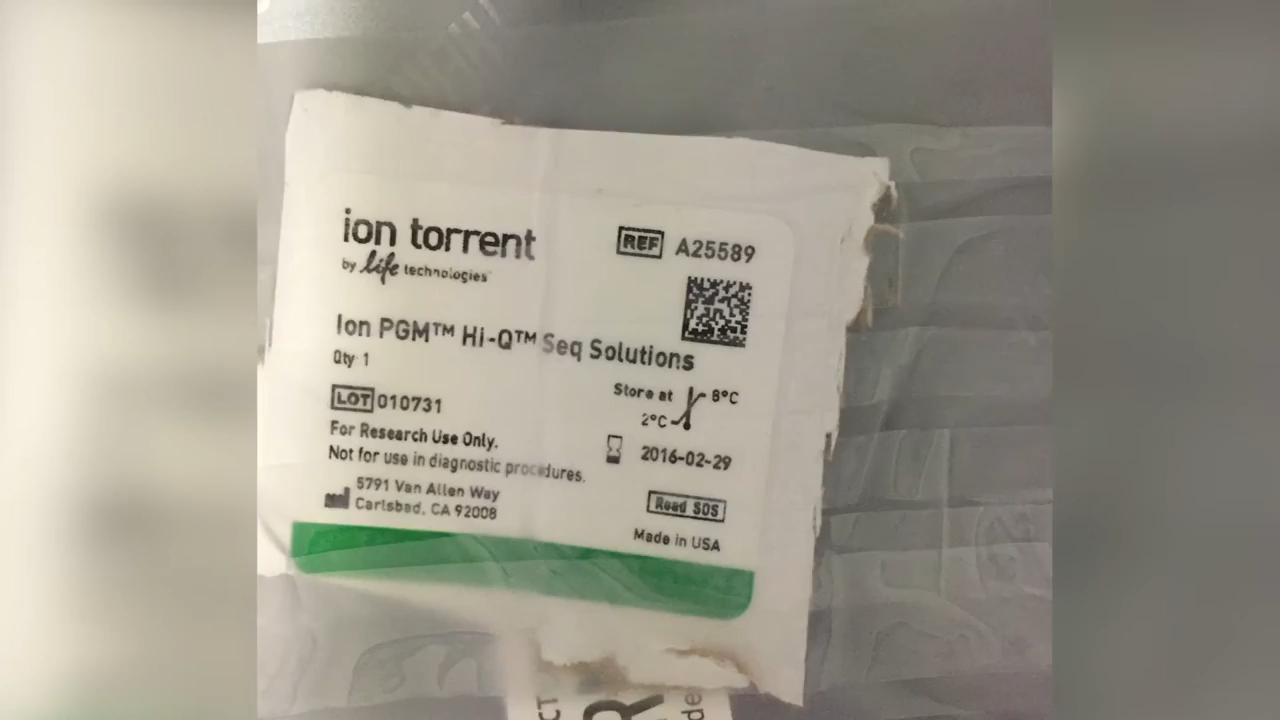 ion torrent
by life technologies
REF A25589
Ion PGM™ Hi-Q™ Seq Solutions
Qty 1
Store at 8°C
2°C
LOT 010731
For Research Use Only.
Not for use in diagnostic procedures.
2016-02-29
5791 Van Allen Way
Carlsbad, CA 92008
Read SDS
Made in USA
CT
R
de